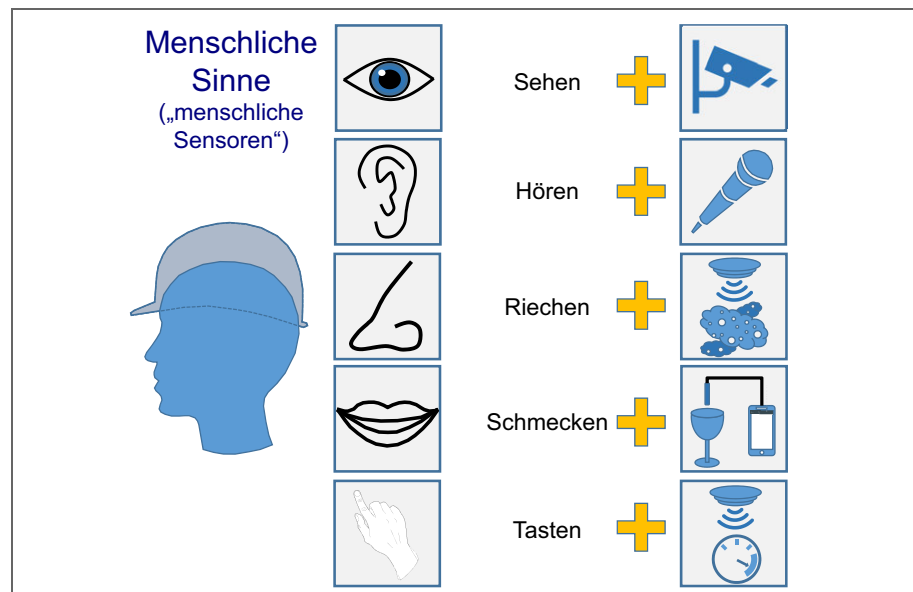 Menschliche
Sinne
(„menschliche
Sensoren“)
Sehen
Hören
Riechen
Schmecken
Tasten